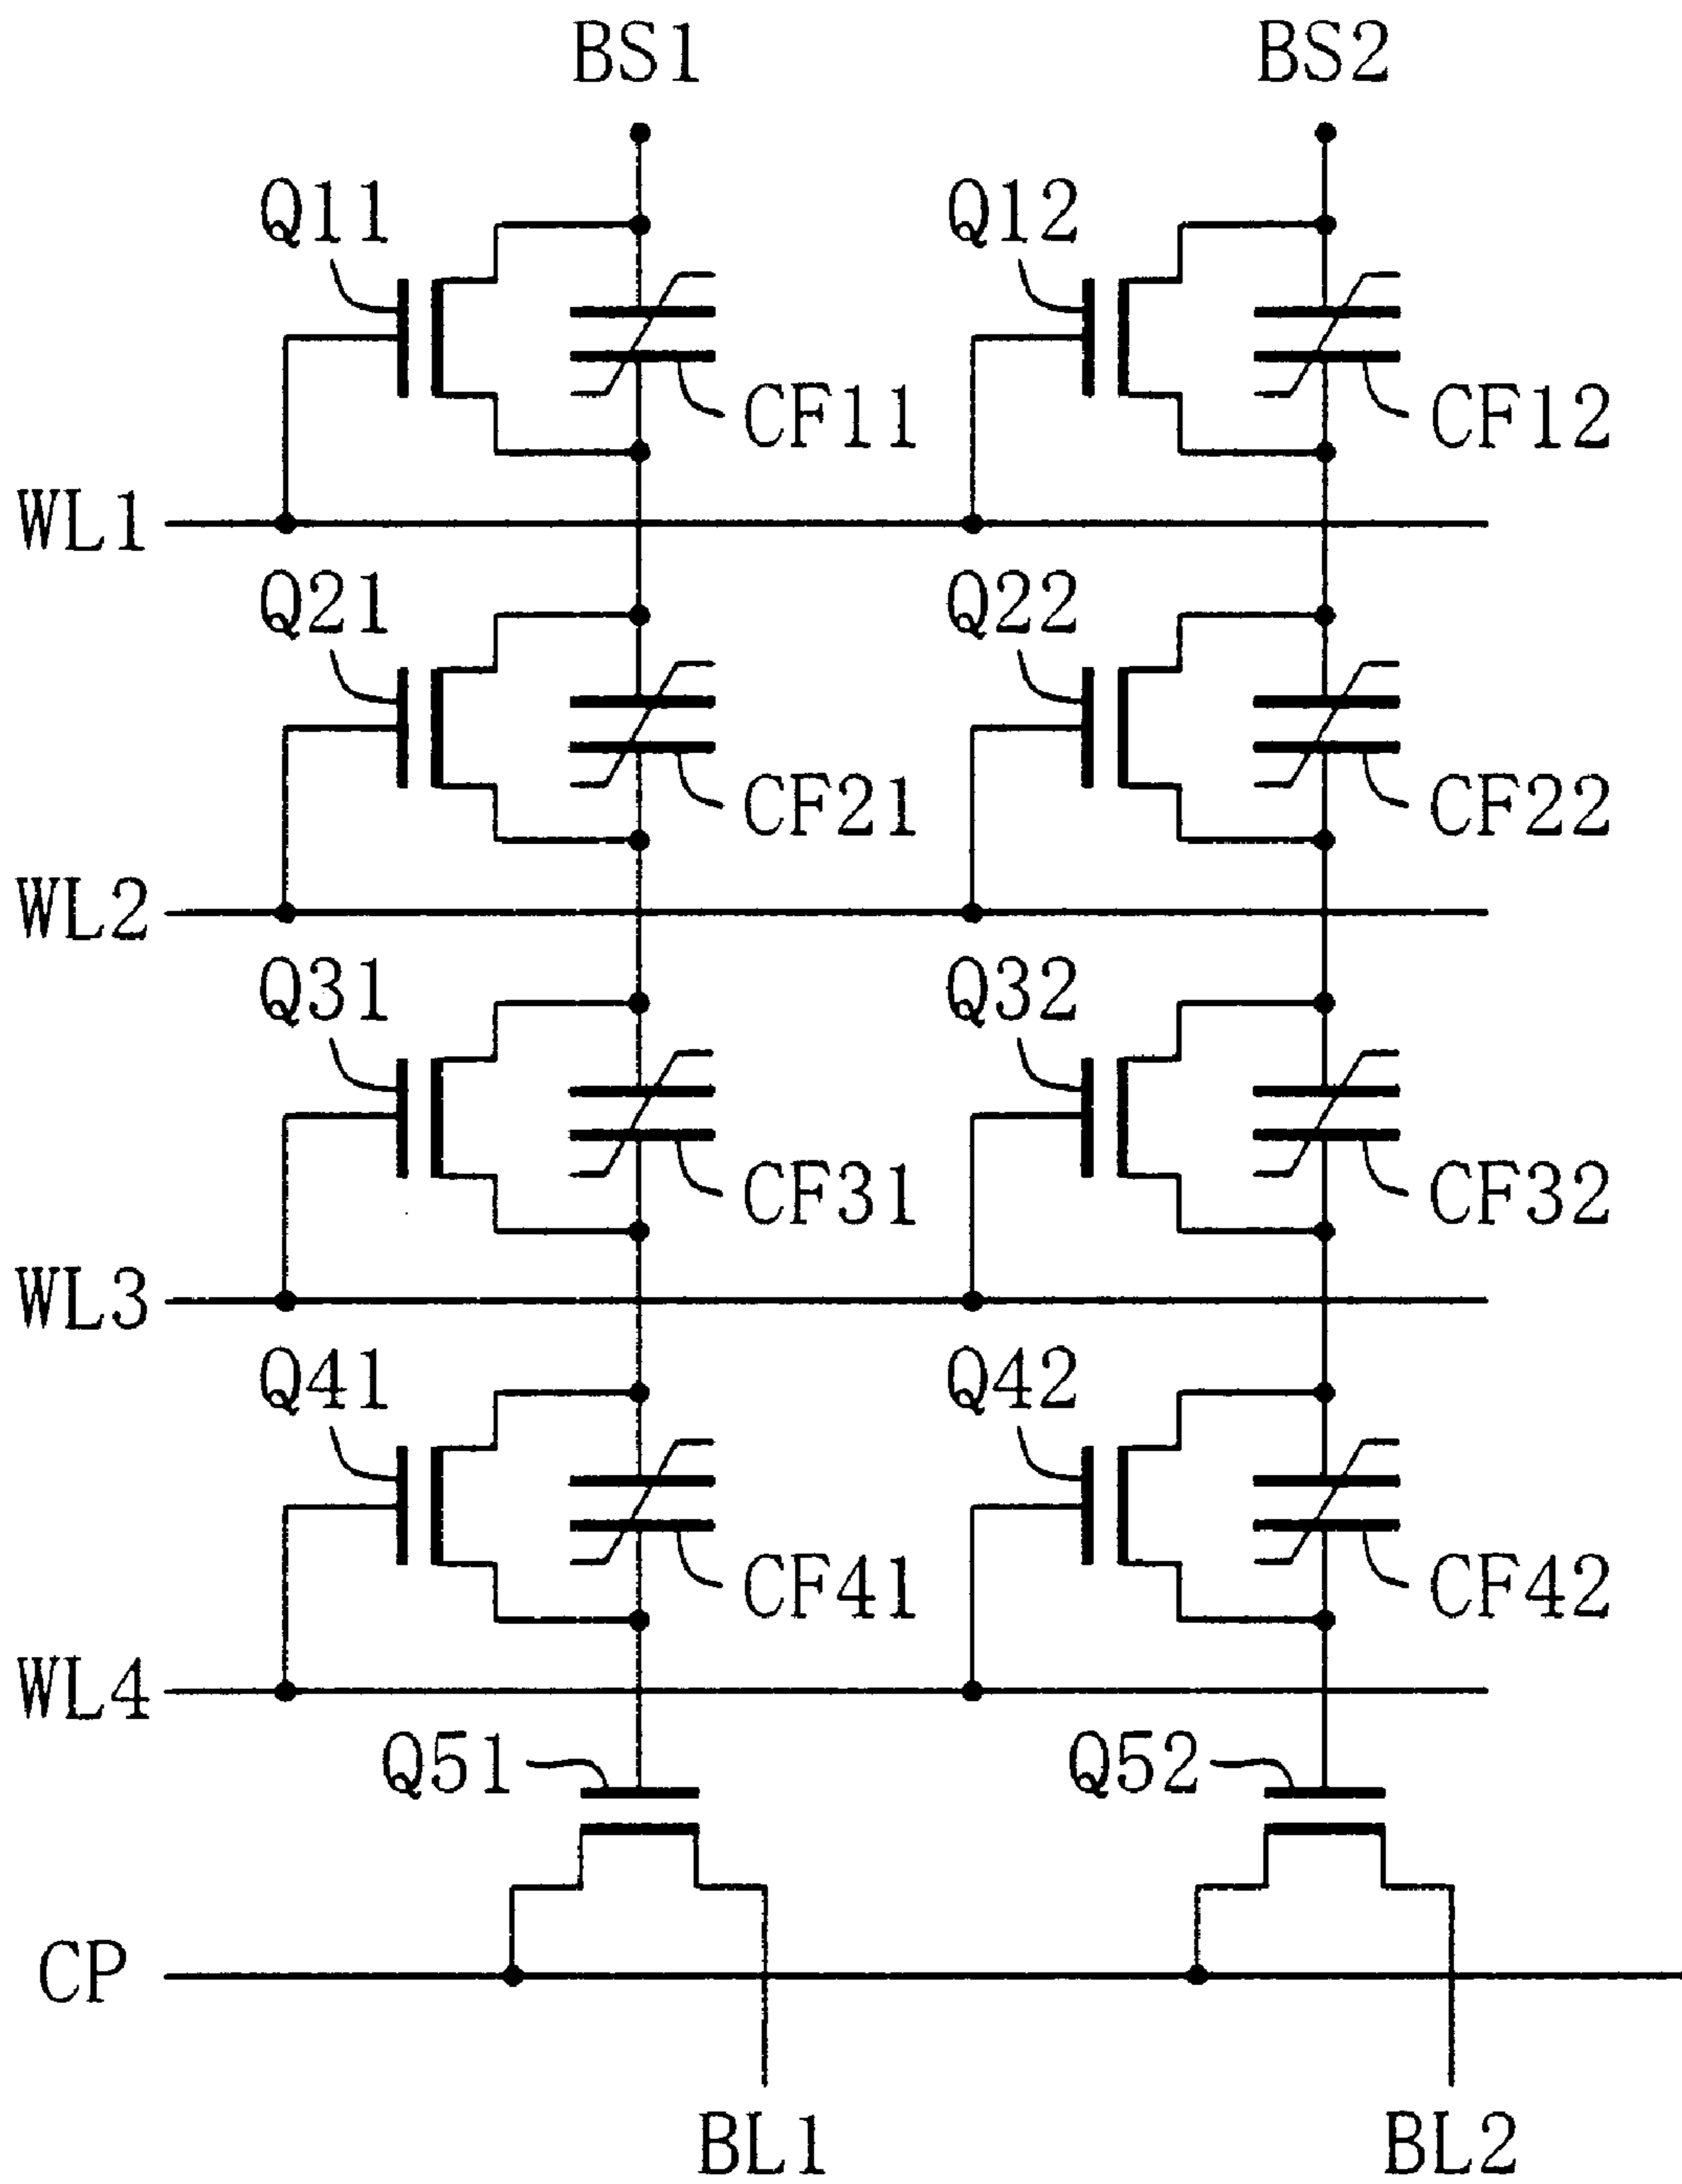 BS1 BS2
Q11 Q12
CF11 CF12
WL1
Q21 Q22
CF21 CF22
WL2
Q31 Q32
CF31 CF32
WL3
Q41 Q42
CF41 CF42
WL4
Q51 Q52
CP
BL1 BL2